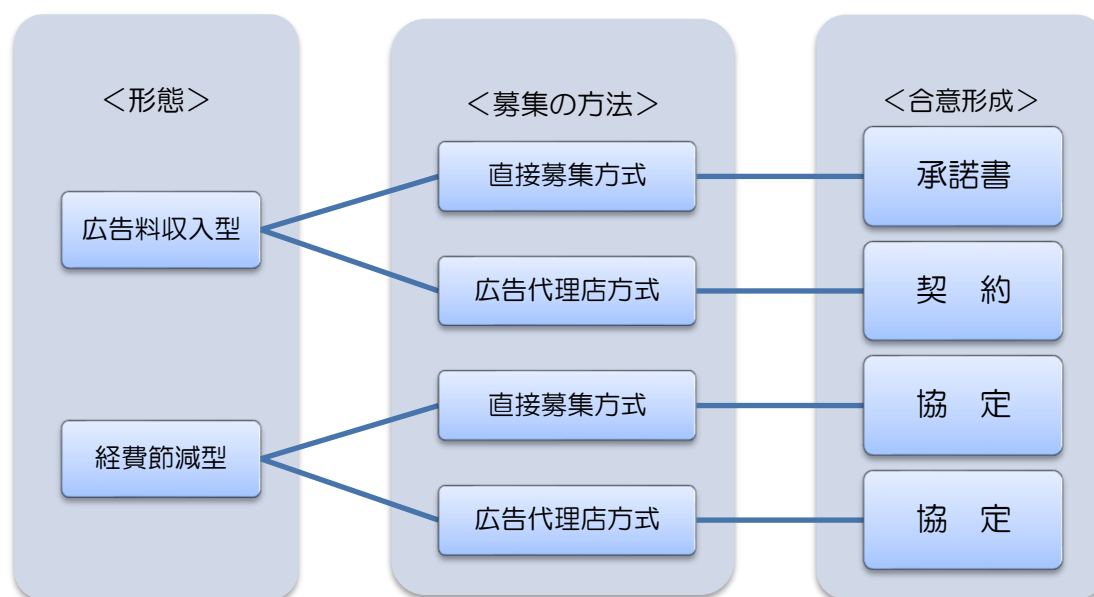 ＜形態＞
＜募集の方法＞
＜合意形成＞
広告料収入型
直接募集方式
承諾書
広告代理店方式
契　約
経費節減型
直接募集方式
協　定
広告代理店方式
協　定